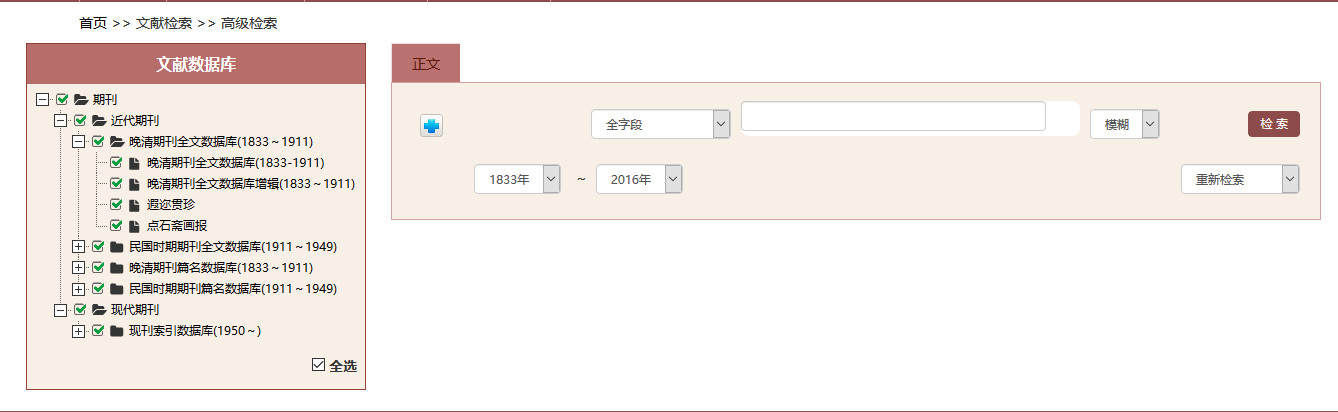 首页 >> 文献检索 >> 高级检索
文献数据库
期刊
近代期刊
晚清期刊全文数据库(1833～1911)
晚清期刊全文数据库(1833-1911)
晚清期刊全文数据库增辑(1833～1911)
遐迩贯珍
点石斋画报
民国时期期刊全文数据库(1911～1949)
晚清期刊篇名数据库(1833～1911)
民国时期期刊篇名数据库(1911～1949)
现代期刊
现刊索引数据库(1950～)
全选
正文
全字段 模糊 检 索
1833年 ~ 2016年 重新检索